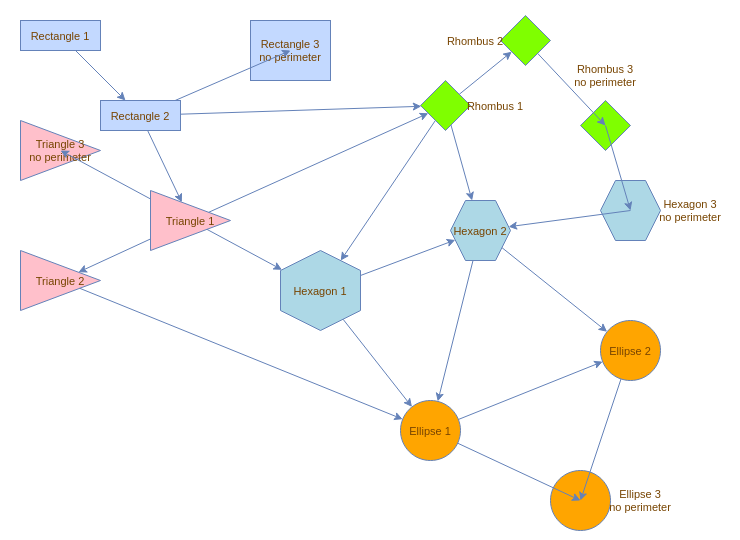 Rectangle 1
Rectangle 3
no perimeter
Rhombus 2
Rhombus 3
no perimeter
Rectangle 2
Rhombus 1
Triangle 3
no perimeter
Triangle 1
Hexagon 3
no perimeter
Hexagon 2
Triangle 2
Hexagon 1
Ellipse 2
Ellipse 1
Ellipse 3
no perimeter